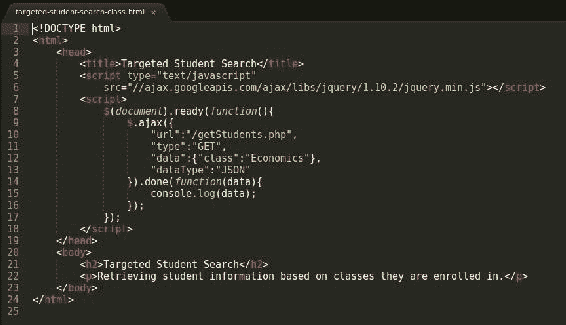 targeted-student-search-class.html ×
1 <!DOCTYPE html>
2 <html>
3 <head>
4 <title>Targeted Student Search</title>
5 <script type="text/javascript"
6 src="//ajax.googleapis.com/ajax/libs/jquery/1.10.2/jquery.min.js"></script>
7 <script>
8 $(document).ready(function(){
9 $.ajax({
10 "url":"/getStudents.php",
11 "type":"GET",
12 "data":{"class":"Economics"},
13 "dataType":"JSON"
14 }).done(function(data){
15 console.log(data);
16 });
17 });
18 </script>
19 </head>
20 <body>
21 <h2>Targeted Student Search</h2>
22 <p>Retrieving student information based on classes they are enrolled in.</p>
23 </body>
24 </html>
25